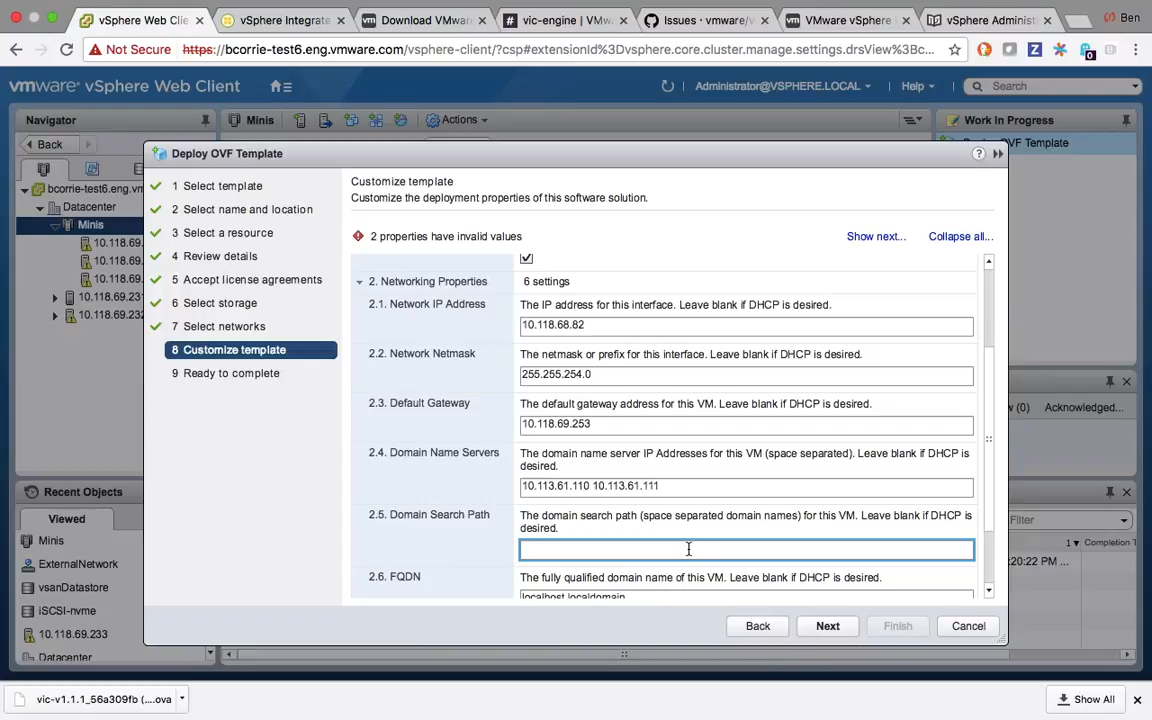 vSphere Web Clie
vSphere Integrate
Download VMwar
vic-engine | VMw
Issues · vmware/v
VMware vSphere
vSphere Administ
Ben
Not Secure https://bcorrie-test6.eng.vmware.com/vsphere-client/?csp#extensionId%3Dvsphere.core.cluster.manage.settings.drsView%3Bc...
0
vmware vSphere Web Client
Administrator@VSPHERE.LOCAL
Help
Search
Navigator
Minis
Actions
Work In Progress
Back
Deploy OVF Template
bcorrie-test6.eng.vm
Datacenter
Minis
10.118.69.
10.118.69.
10.118.69.
10.118.69.231
10.118.69.232
Deploy OVF Template
1 Select template
2 Select name and location
3 Select a resource
4 Review details
5 Accept license agreements
6 Select storage
7 Select networks
8 Customize template
9 Ready to complete
Customize template
Customize the deployment properties of this software solution.
2 properties have invalid values
Show next...
Collapse all...
2. Networking Properties
6 settings
2.1. Network IP Address
The IP address for this interface. Leave blank if DHCP is desired.
10.118.68.82
2.2. Network Netmask
The netmask or prefix for this interface. Leave blank if DHCP is desired.
255.255.254.0
2.3. Default Gateway
The default gateway address for this VM. Leave blank if DHCP is desired.
10.118.69.253
2.4. Domain Name Servers
The domain name server IP Addresses for this VM (space separated). Leave blank if DHCP is
desired.
10.113.61.110 10.113.61.111
2.5. Domain Search Path
The domain search path (space separated domain names) for this VM. Leave blank if DHCP is
desired.
2.6. FQDN
The fully qualified domain name of this VM. Leave blank if DHCP is desired.
localhost.localdomain
Back
Next
Finish
Cancel
w (0)
Acknowledged...
Recent Objects
Viewed
Minis
ExternalNetwork
vsanDatastore
iSCSI-nvme
10.118.69.233
Datacenter
Filter
1 Completion T
:20:22 PM ...
vic-v1.1.1_56a309fb (....ova
Show All